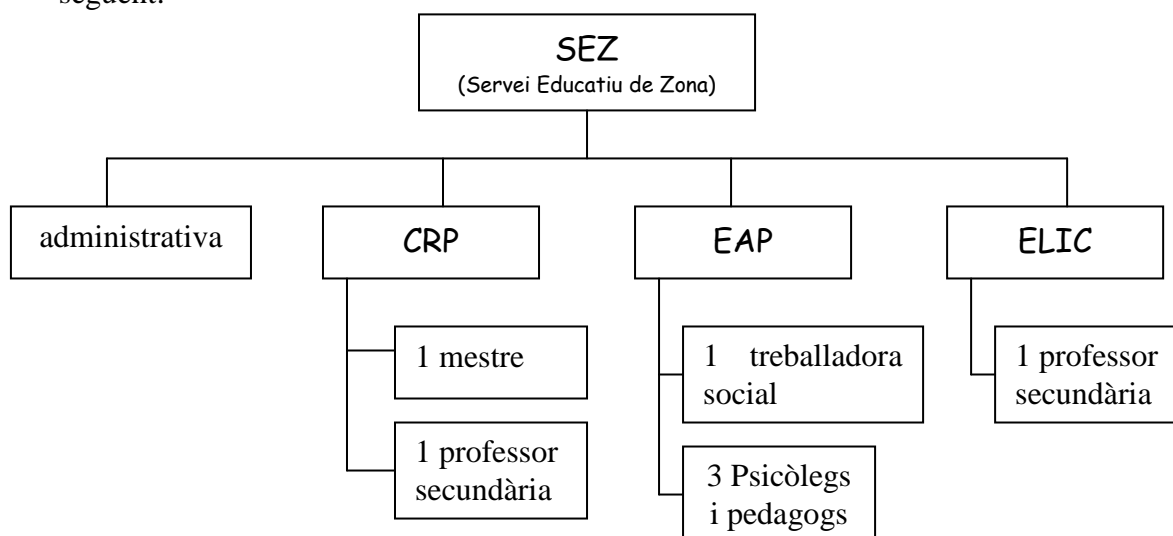 següent:
SEZ
(Servei Educatiu de Zona)
administrativa
CRP
EAP
ELIC
1 mestre
1 professor
secundària
1 treballadora
social
3 Psicòlegs
i pedagogs
1 professor
secundària